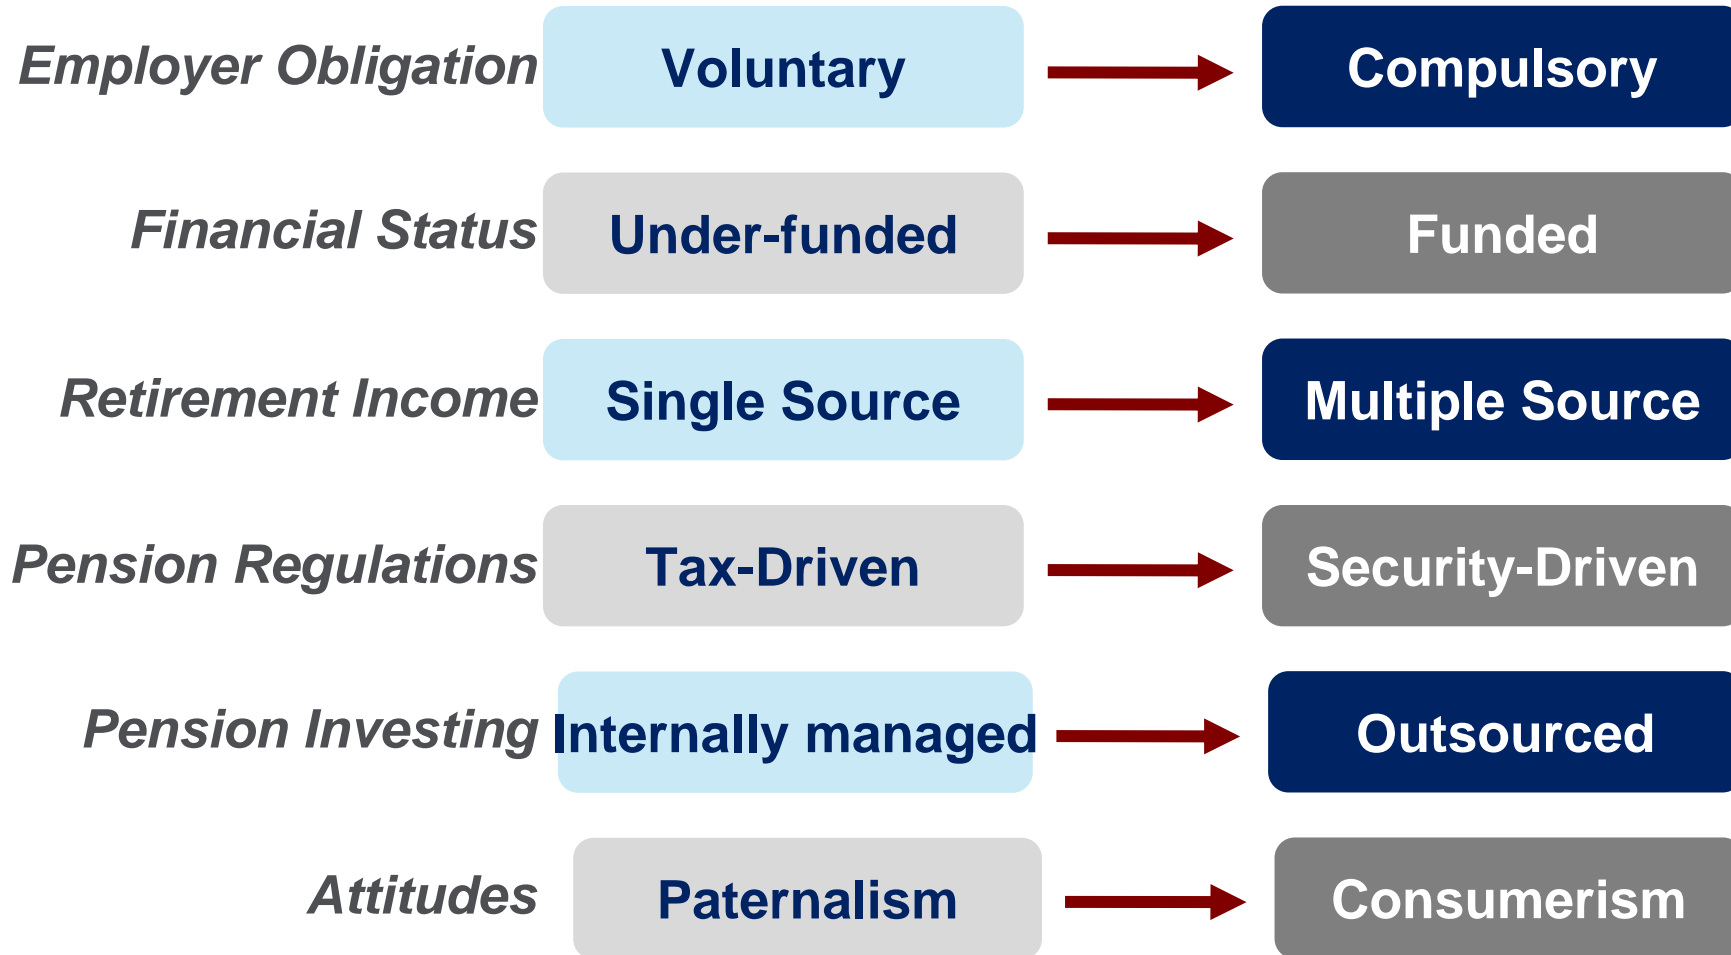 Employer Obligation Voluntary Compulsory
Financial Status Under-funded Funded
Retirement Income Single Source Multiple Source
Pension Regulations Tax-Driven Security-Driven
Pension Investing Internally managed Outsourced
Attitudes Paternalism Consumerism